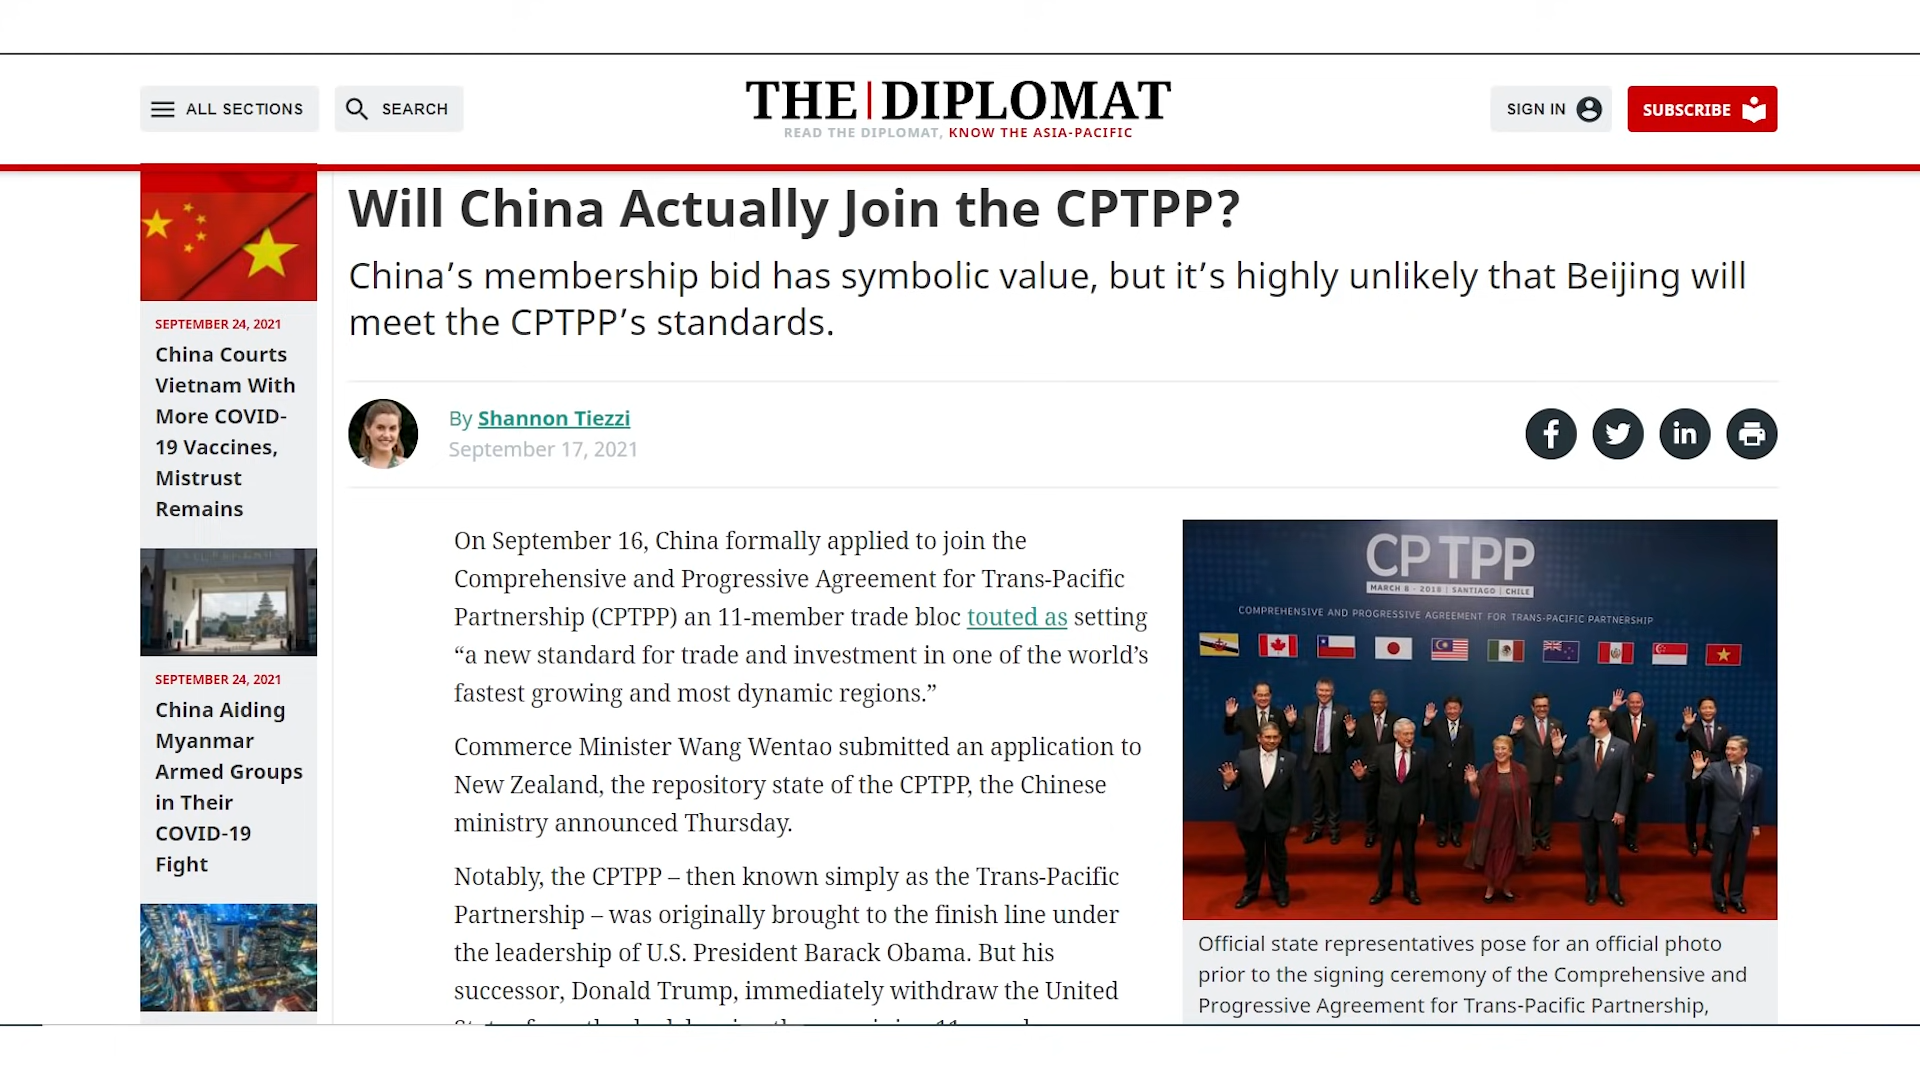 ALL SECTIONS
SEARCH
THE|DIPLOMAT
READ THE DIPLOMAT, KNOW THE ASIA-PACIFIC
SIGN IN
SUBSCRIBE
SEPTEMBER 24, 2021
China Courts
Vietnam With
More COVID-
19 Vaccines,
Mistrust
Remains
SEPTEMBER 24, 2021
China Aiding
Myanmar
Armed Groups
in Their
COVID-19
Fight
Will China Actually Join the CPTPP?
China’s membership bid has symbolic value, but it’s highly unlikely that Beijing will
meet the CPTPP’s standards.
By Shannon Tiezzi
September 17, 2021
On September 16, China formally applied to join the
Comprehensive and Progressive Agreement for Trans-Pacific
Partnership (CPTPP) an 11-member trade bloc touted as setting
“a new standard for trade and investment in one of the world’s
fastest growing and most dynamic regions.”
Commerce Minister Wang Wentao submitted an application to
New Zealand, the repository state of the CPTPP, the Chinese
ministry announced Thursday.
Notably, the CPTPP – then known simply as the Trans-Pacific
Partnership – was originally brought to the finish line under
the leadership of U.S. President Barack Obama. But his
successor, Donald Trump, immediately withdraw the United
CPTPP
MARCH 8 - 2018 | SANTIAGO | CHILE
COMPREHENSIVE AND PROGRESSIVE AGREEMENT FOR TRANS-PACIFIC PARTNERSHIP
Official state representatives pose for an official photo
prior to the signing ceremony of the Comprehensive and
Progressive Agreement for Trans-Pacific Partnership,